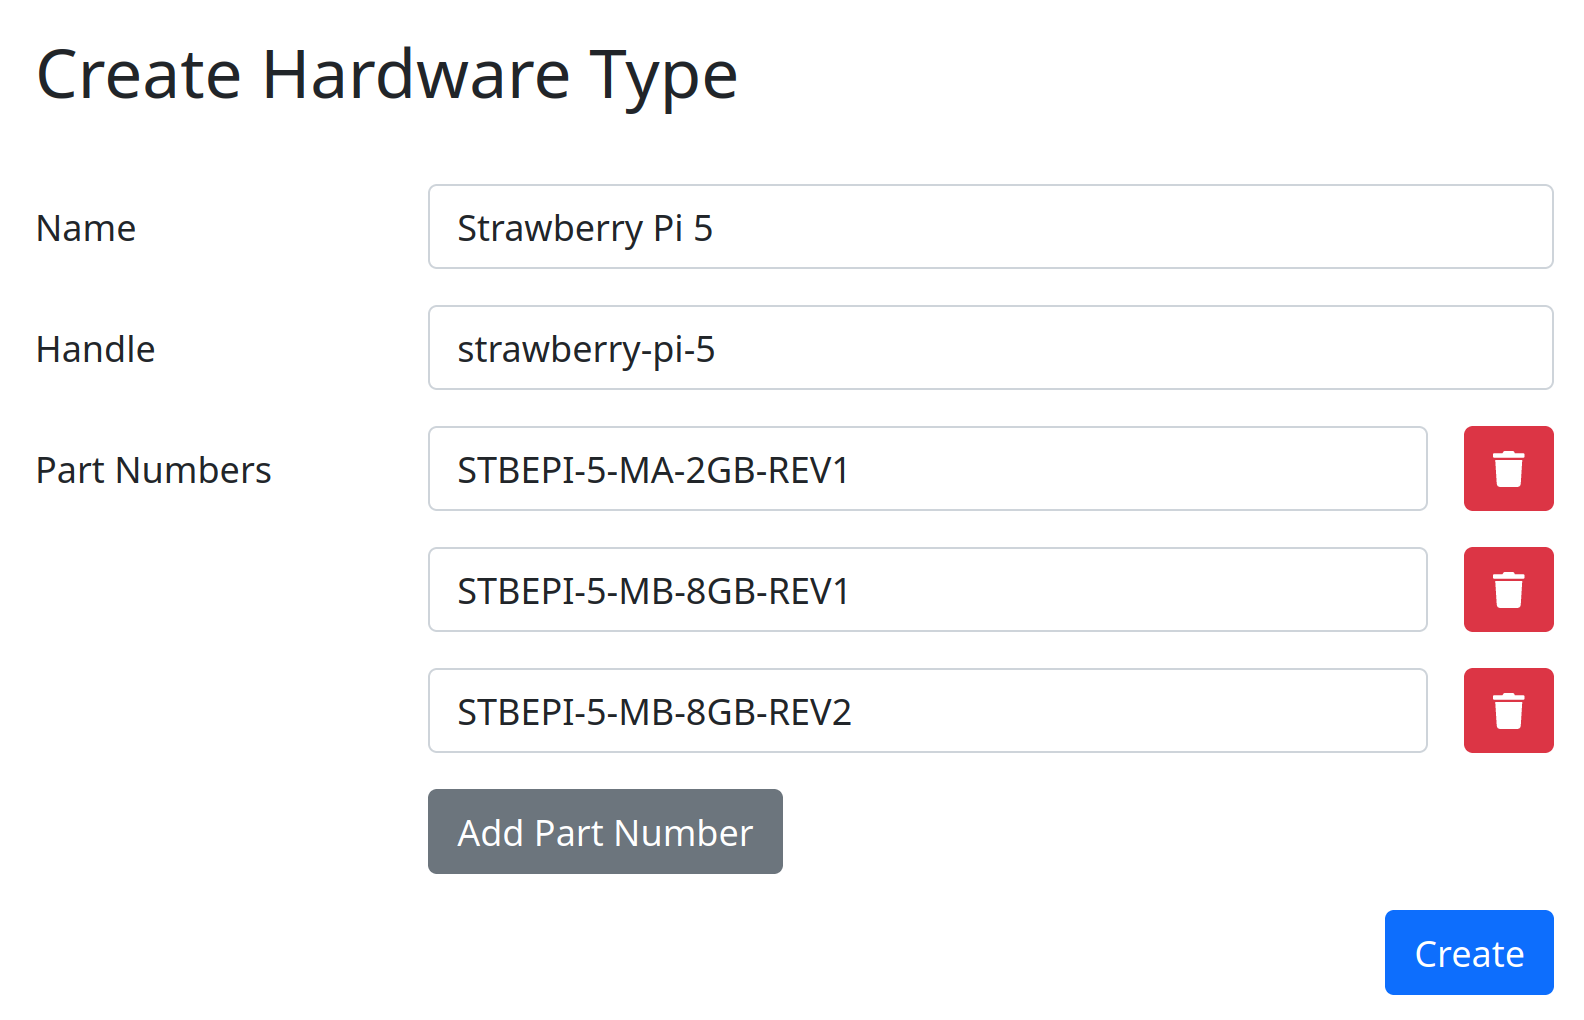 Create Hardware Type
Name
Strawberry Pi 5
Handle
strawberry-pi-5
Part Numbers
STBEPI-5-MA-2GB-REV1
STBEPI-5-MB-8GB-REV1
STBEPI-5-MB-8GB-REV2
Add Part Number
Create